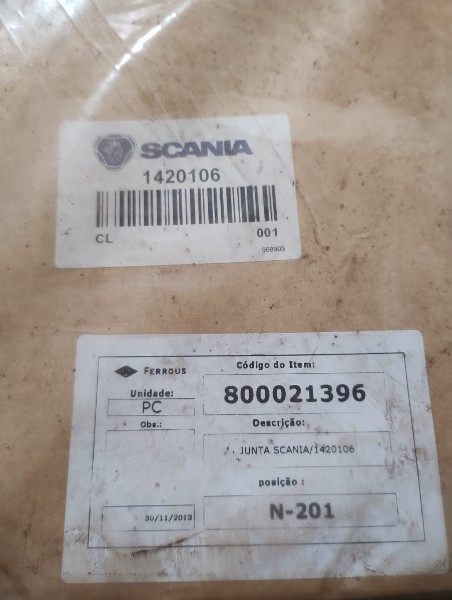 SCANIA
1420106
CL 001
S6890S
FERROUS
Código do Item:
Unidade:
800021396
PC
Obs.:
Descrição:
JUNTA SCANIA/1420106
posição :
30/11/2013
N-201